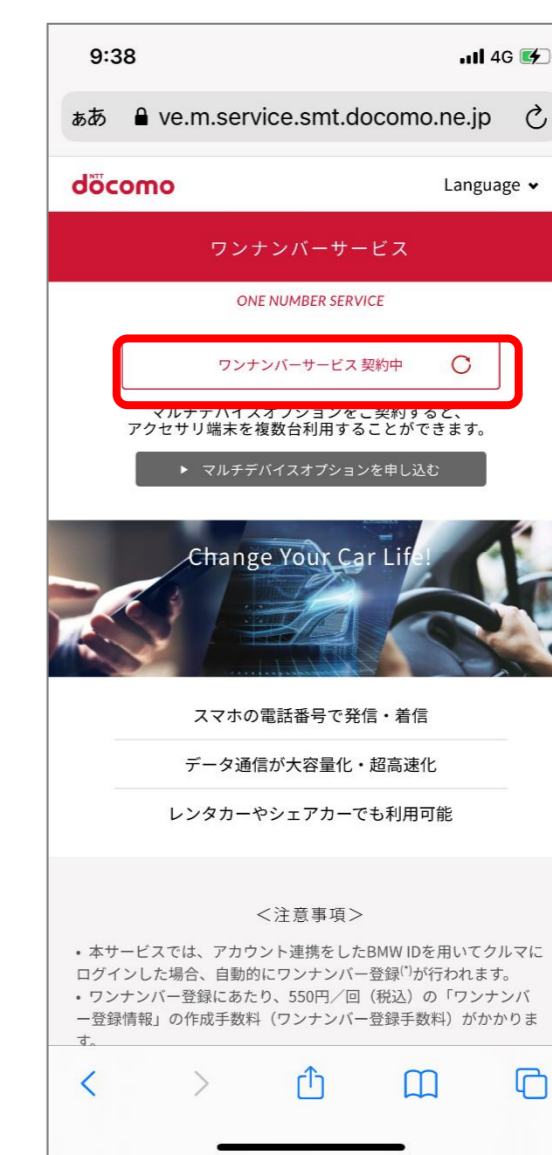 9:38
4G
ぁあ ve.m.service.smt.docomo.ne.jp
NTT
döcomo
Language
ワンナンバーサービス
ONE NUMBER SERVICE
ワンナンバーサービス 契約中
マルチデバイスオプションをご契約すると、
アクセサリ端末を複数台利用することができます。
マルチデバイスオプションを申し込む
Change Your Car Life!
スマホの電話番号で発信・着信
データ通信が大容量化・超高速化
レンタカーやシェアカーでも利用可能
<注意事項>
• 本サービスでは、アカウント連携をしたBMW IDを用いてクルマに
ログインした場合、自動的にワンナンバー登録(*)が行われます。
• ワンナンバー登録にあたり、550円／回（税込）の「ワンナンバ
ー登録情報」の作成手数料（ワンナンバー登録手数料）がかかりま
す。